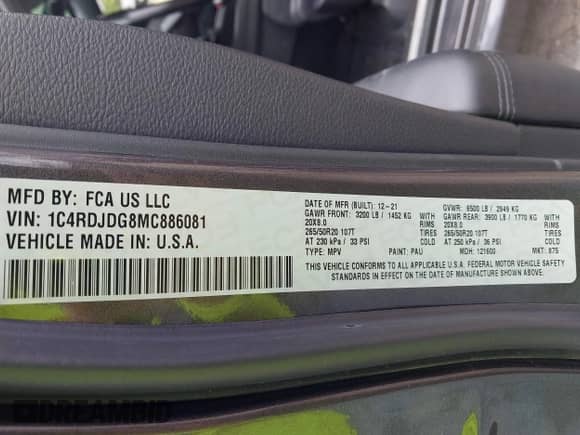 MFD BY: FCA US LLC
VIN: 1C4RDJDG8MC886081
VEHICLE MADE IN: U.S.A.
DATE OF MFR (BUILT): 12-21 GVWR: 6500 LB / 2949 KG
GAWR FRONT: 3200 LB / 1452 KG WITH GAWR REAR: 3900 LB / 1770 KG WITH
20X8.0 RIMS 20X8.0 RIMS
265/50R20 107T TIRES 265/50R20 107T TIRES
AT 230 kPa / 33 PSI COLD AT 250 kPa / 36 PSI COLD
TYPE: MPV PAINT: PAU MDH: 121600 MKT: 875
THIS VEHICLE CONFORMS TO ALL APPLICABLE U.S.A. FEDERAL MOTOR VEHICLE SAFETY
STANDARDS IN EFFECT ON THE DATE OF MANUFACTURE SHOWN ABOVE.
DREAMBID